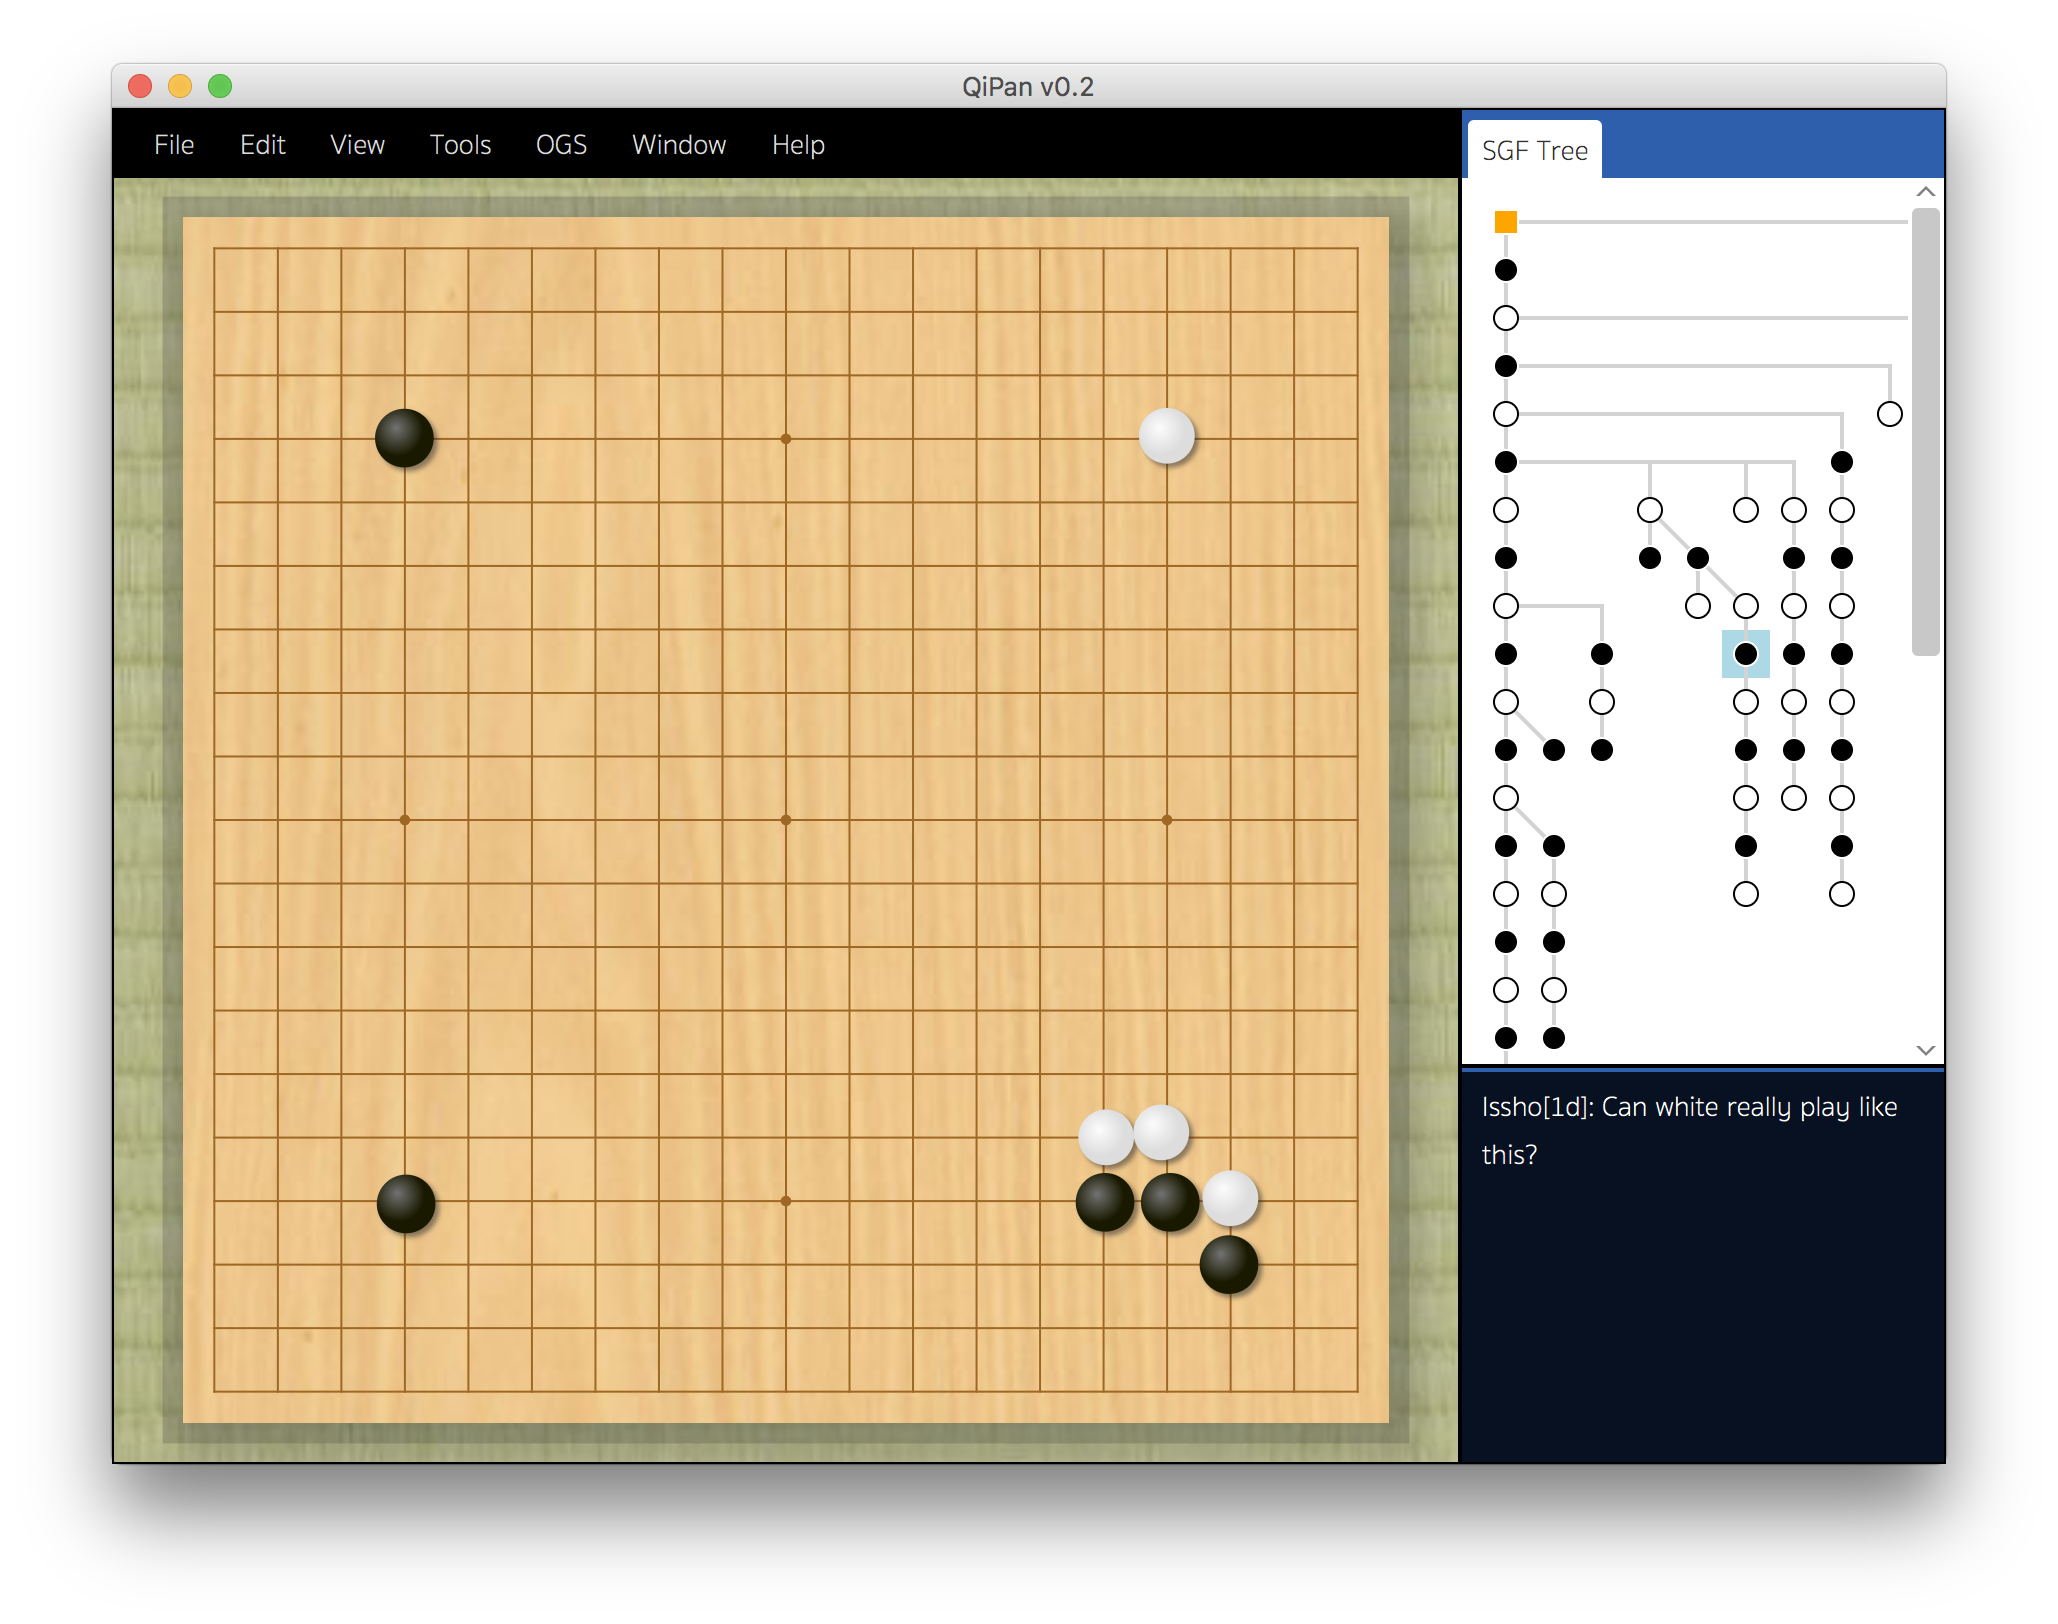 QiPan v0.2
File Edit View Tools OGS Window Help
SGF Tree
Issho[1d]: Can white really play like
this?